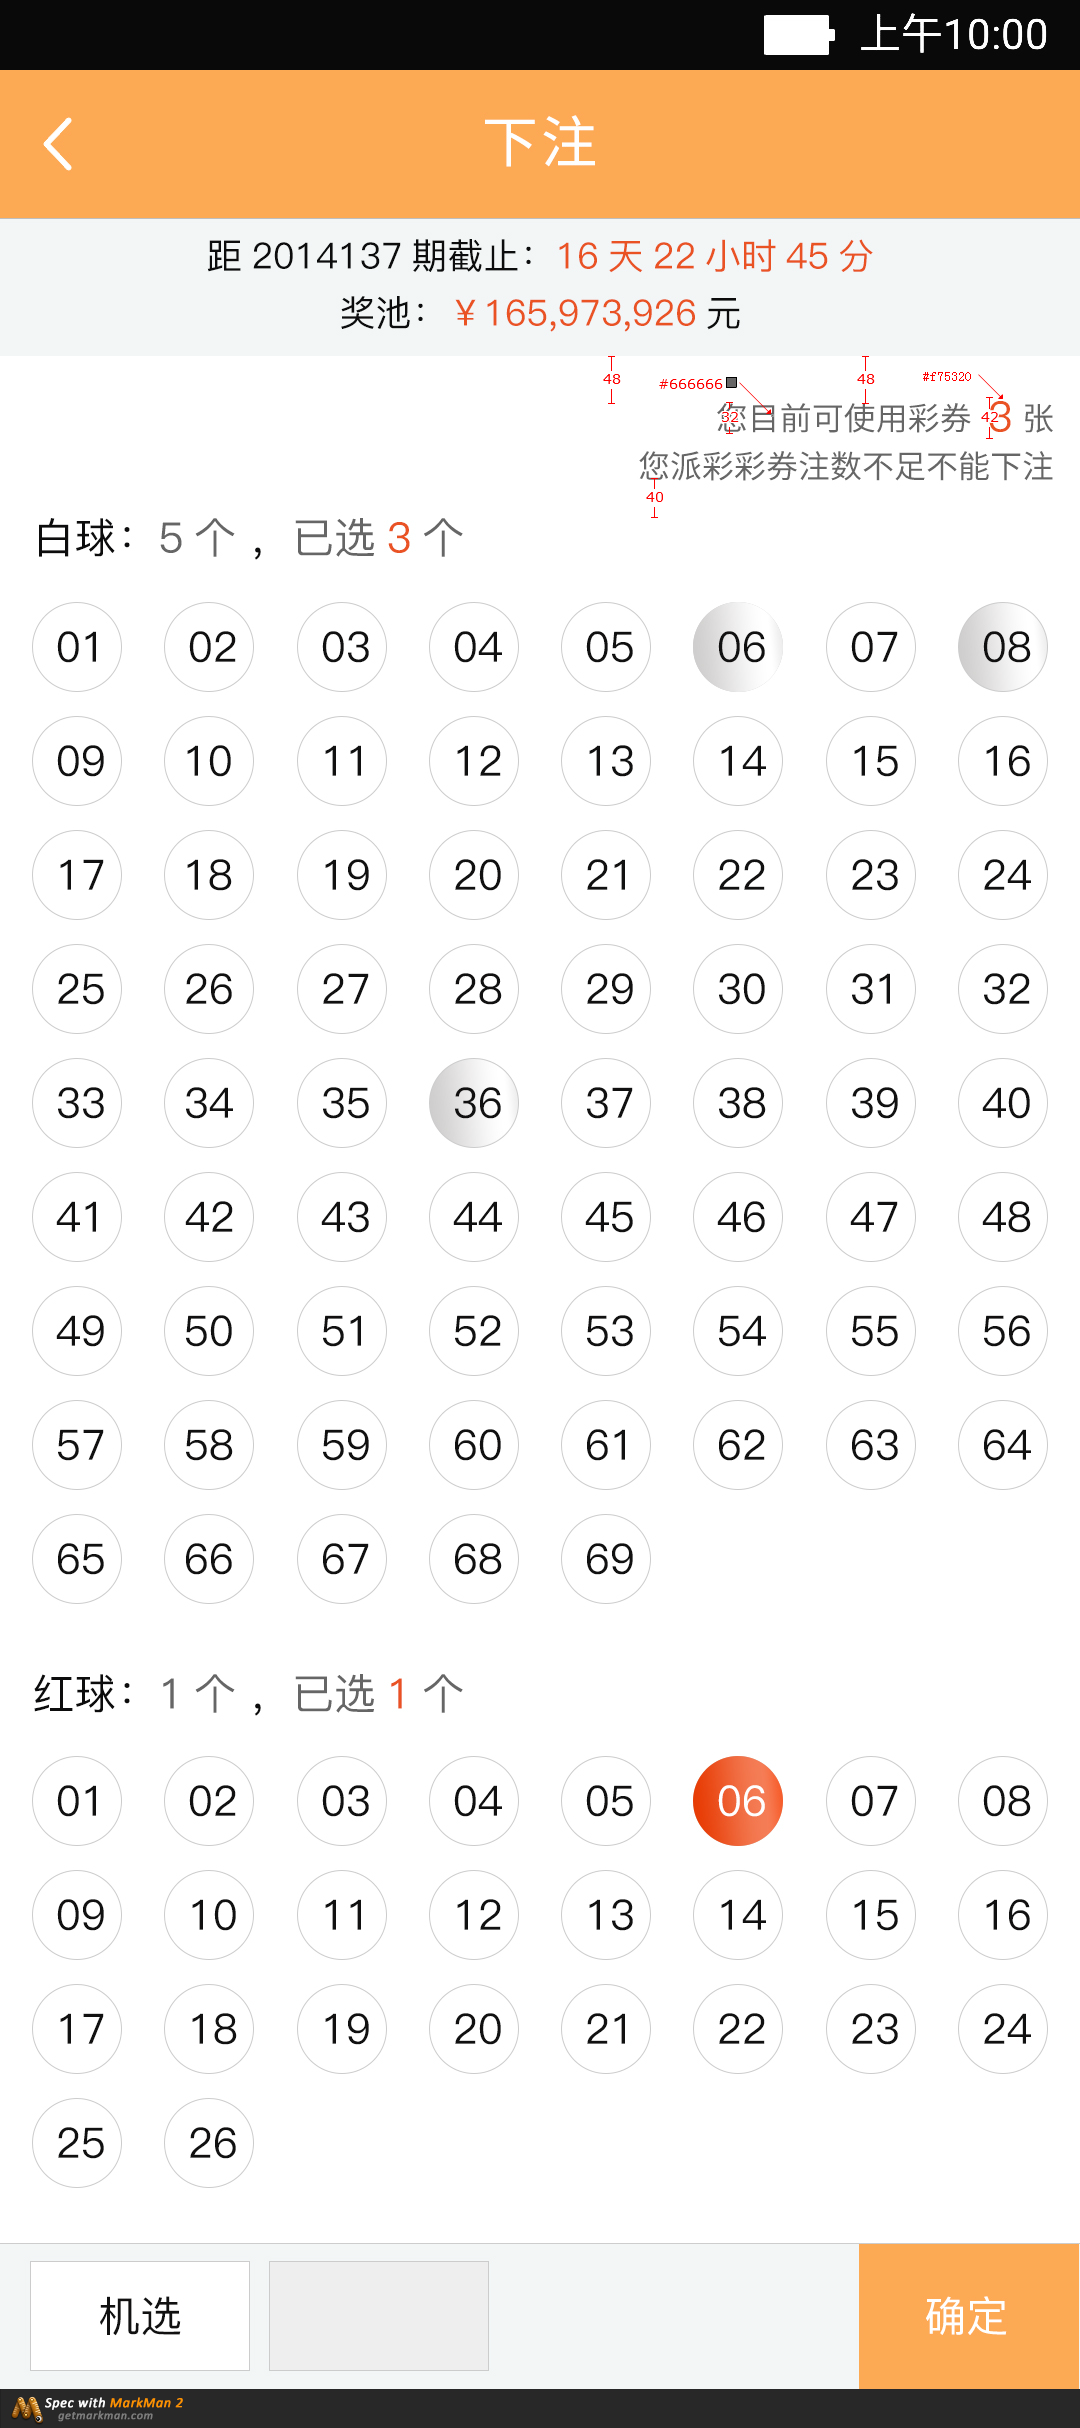 上午10:00
下注
距 2014137 期截止：16 天 22 小时 45 分
奖池：￥165,973,926 元
48 #666666 48 #f75320
您目前可使用彩券 3 张
32 42
您派彩彩券注数不足不能下注
40
白球：5 个， 已选 3 个
01 02 03 04 05 06 07 08
09 10 11 12 13 14 15 16
17 18 19 20 21 22 23 24
25 26 27 28 29 30 31 32
33 34 35 36 37 38 39 40
41 42 43 44 45 46 47 48
49 50 51 52 53 54 55 56
57 58 59 60 61 62 63 64
65 66 67 68 69
红球：1 个， 已选 1 个
01 02 03 04 05 06 07 08
09 10 11 12 13 14 15 16
17 18 19 20 21 22 23 24
25 26
机选 确定
Spec with MarkMan 2
getmarkman.com